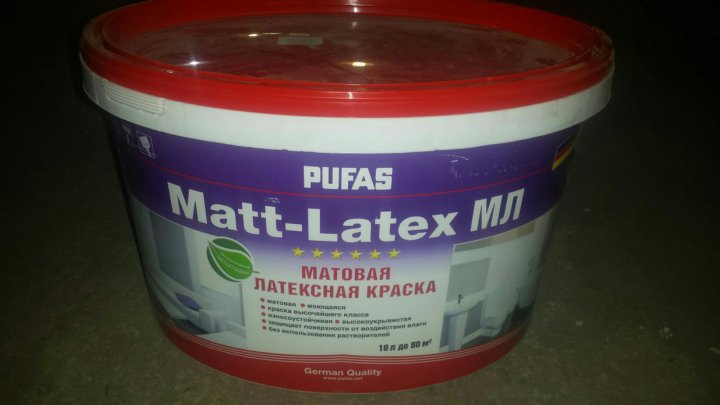 PUFAS
Matt-Latex МЛ
МАТОВАЯ
ЛАТЕКСНАЯ КРАСКА
• матовая • моющаяся
• краска высочайшего класса
• износоустойчивая • высокоукрывистая
• защищает поверхности от воздействия влаги
• без использования растворителей
10 л до 80 м²
German Quality
www.pufas.net